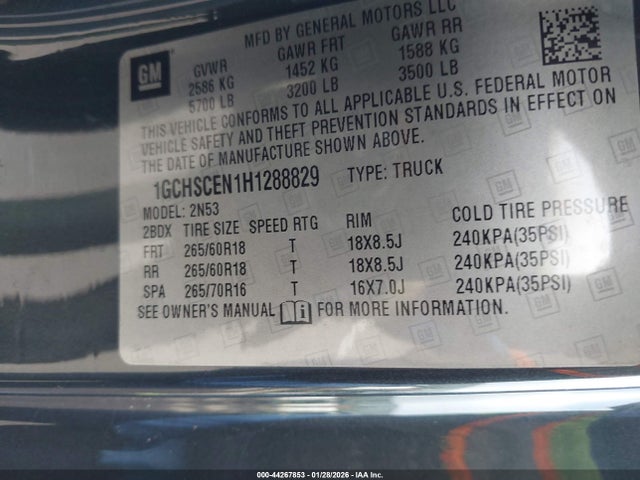 MFD BY GENERAL MOTORS LLC
GM
GVWR GAWR FRT GAWR RR
2586 KG 1452 KG 1588 KG
5700 LB 3200 LB 3500 LB
THIS VEHICLE CONFORMS TO ALL APPLICABLE U.S. FEDERAL MOTOR
VEHICLE SAFETY AND THEFT PREVENTION STANDARDS IN EFFECT ON
THE DATE OF MANUFACTURE SHOWN ABOVE.
1GCHSCEN1H1288829 TYPE: TRUCK
MODEL: 2N53
2BDX TIRE SIZE SPEED RTG RIM COLD TIRE PRESSURE
FRT 265/60R18 T 18X8.5J 240KPA(35PSI)
RR 265/60R18 T 18X8.5J 240KPA(35PSI)
SPA 265/70R16 T 16X7.0J 240KPA(35PSI)
SEE OWNER'S MANUAL FOR MORE INFORMATION.
000-44267853 - 01/28/2026 - IAA Inc.